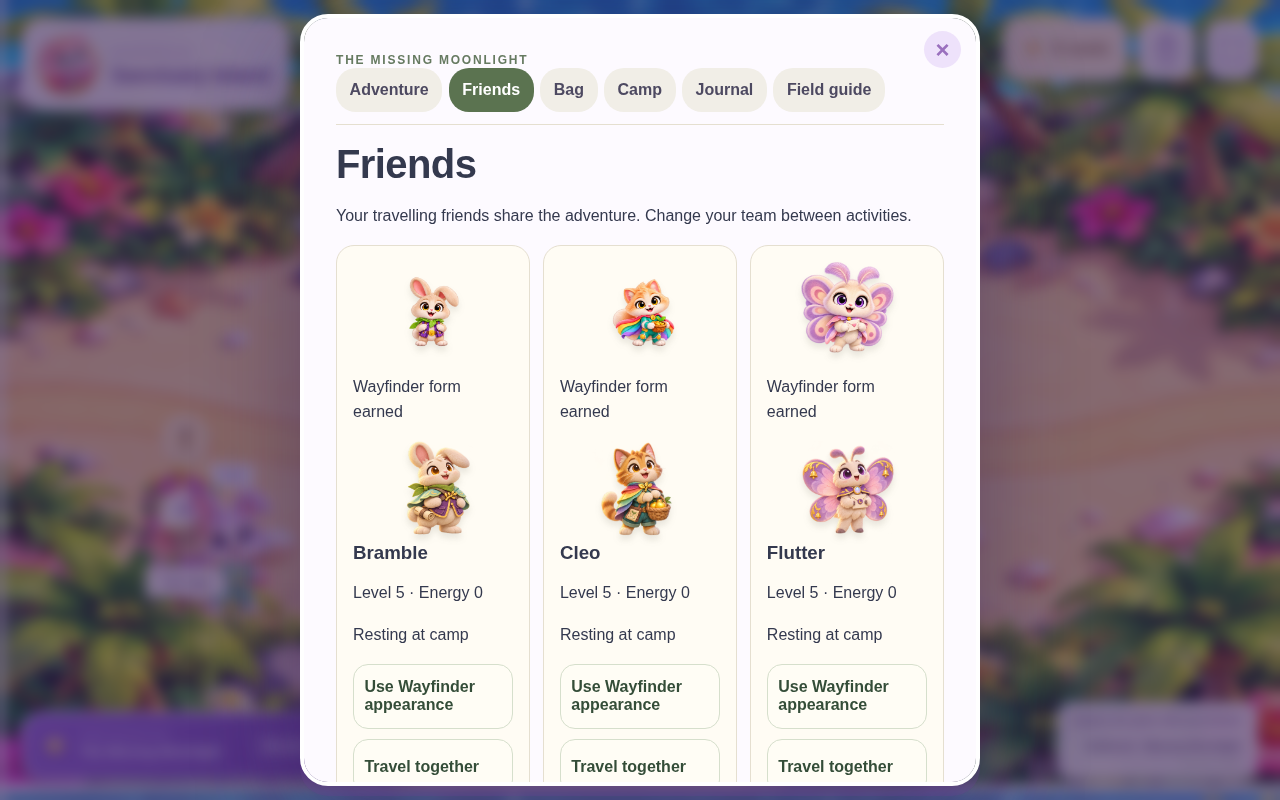 THE MISSING MOONLIGHT
Adventure Friends Bag Camp Journal Field guide
Friends
Your travelling friends share the adventure. Change your team between activities.
Wayfinder form
earned
Bramble
Level 5 · Energy 0
Resting at camp
Use Wayfinder
appearance
Travel together
Wayfinder form
earned
Cleo
Level 5 · Energy 0
Resting at camp
Use Wayfinder
appearance
Travel together
Wayfinder form
earned
Flutter
Level 5 · Energy 0
Resting at camp
Use Wayfinder
appearance
Travel together